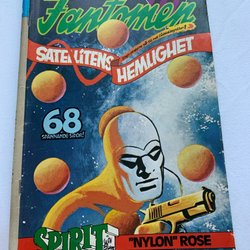 Fantomen
SATELLITENS
HEMLIGHET
68
SPÄNNANDE SIDOR!
SPIRIT
"NYLON" ROSE